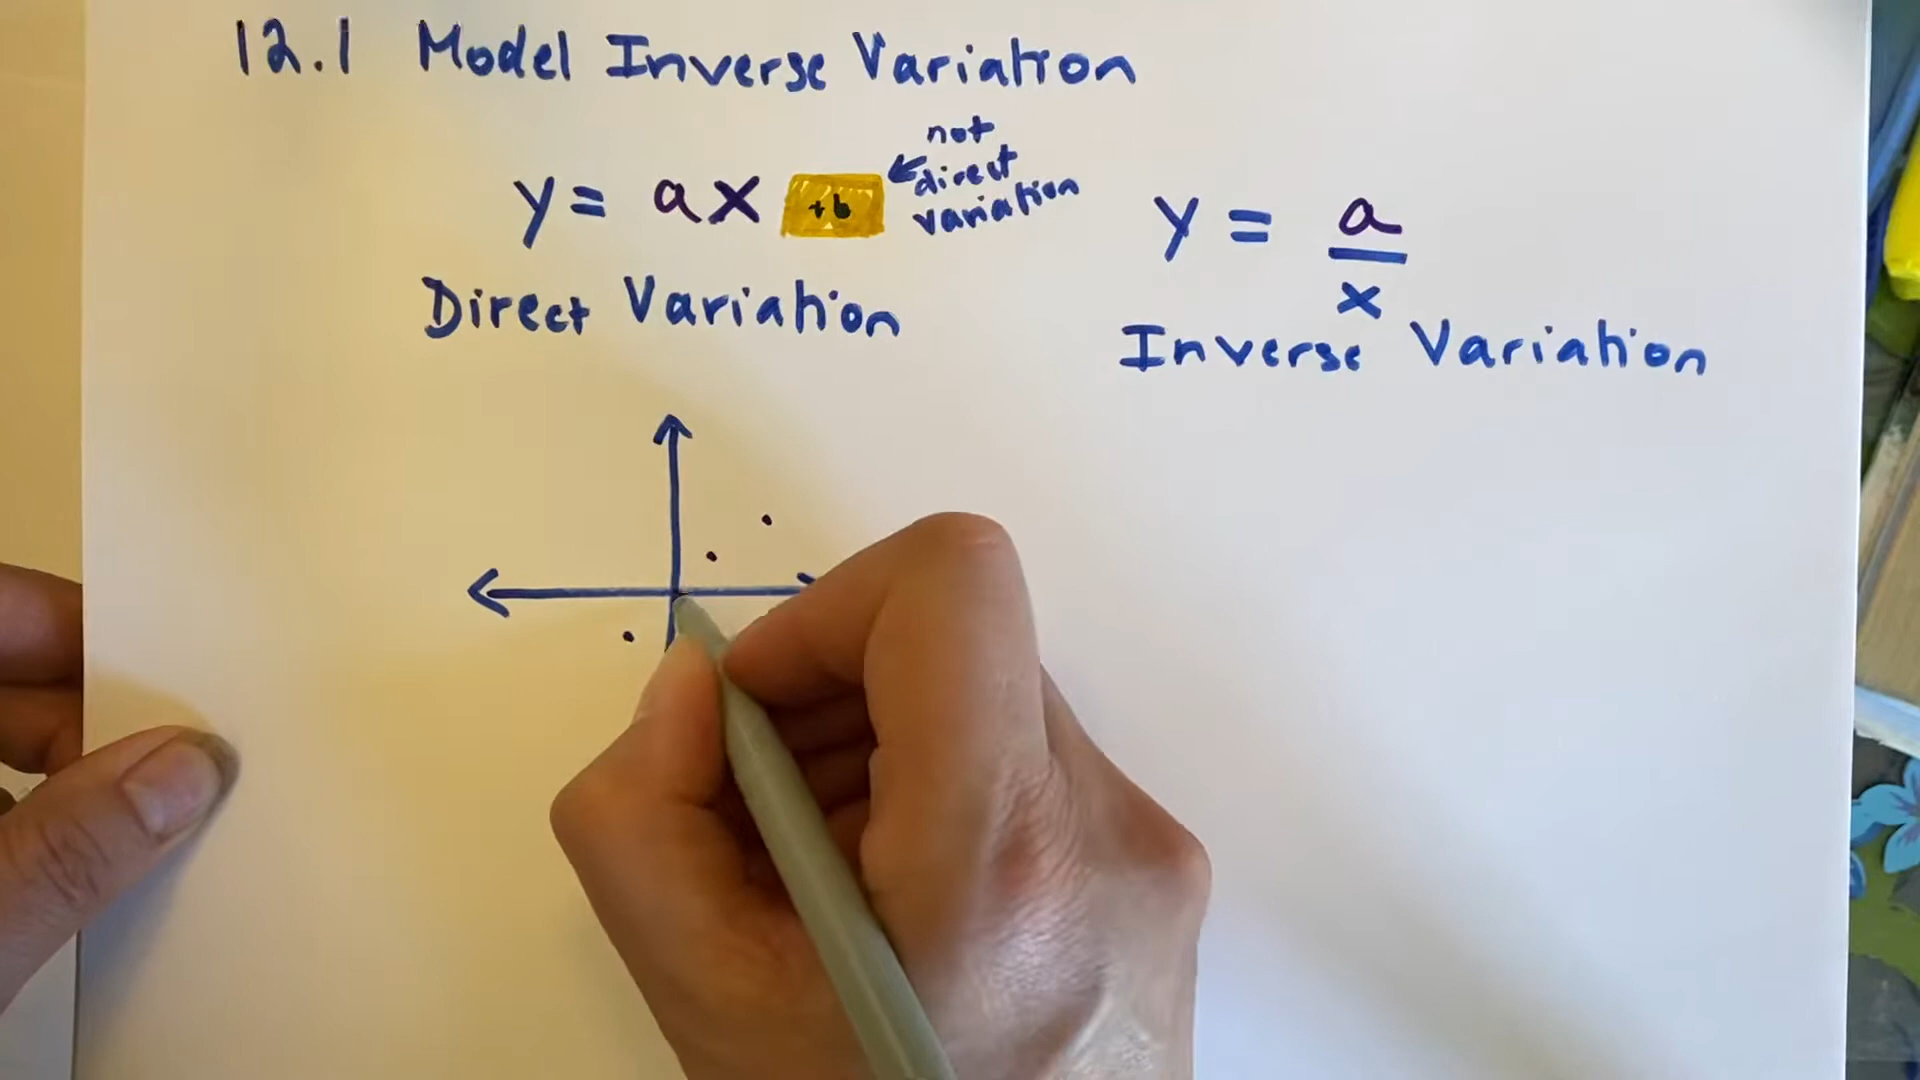 12.1 Model Inverse Variation
y = ax +b
not
direct
variation
Direct Variation
y = a
x
Inverse Variation